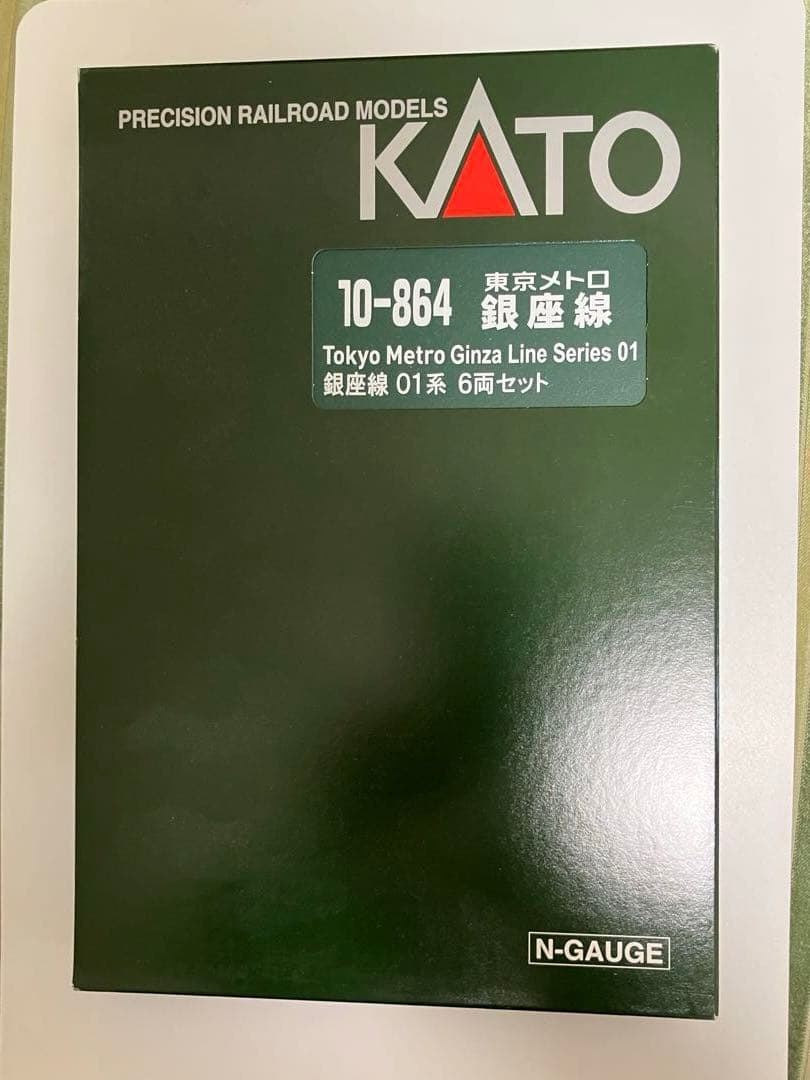 PRECISION RAILROAD MODELS
KATO
10-864 東京メトロ
銀座線
Tokyo Metro Ginza Line Series 01
銀座線 01系 6両セット
N-GAUGE